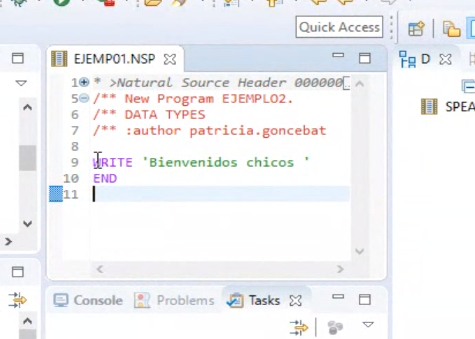 Quick Access
EJEMP01.NSP
D
1 * >Natural Source Header 000000
5 /** New Program EJEMPLO2.
6 /** DATA TYPES
7 /** :author patricia.goncebat
8
9 WRITE 'Bienvenidos chicos '
10 END
11
SPEA
Console Problems Tasks